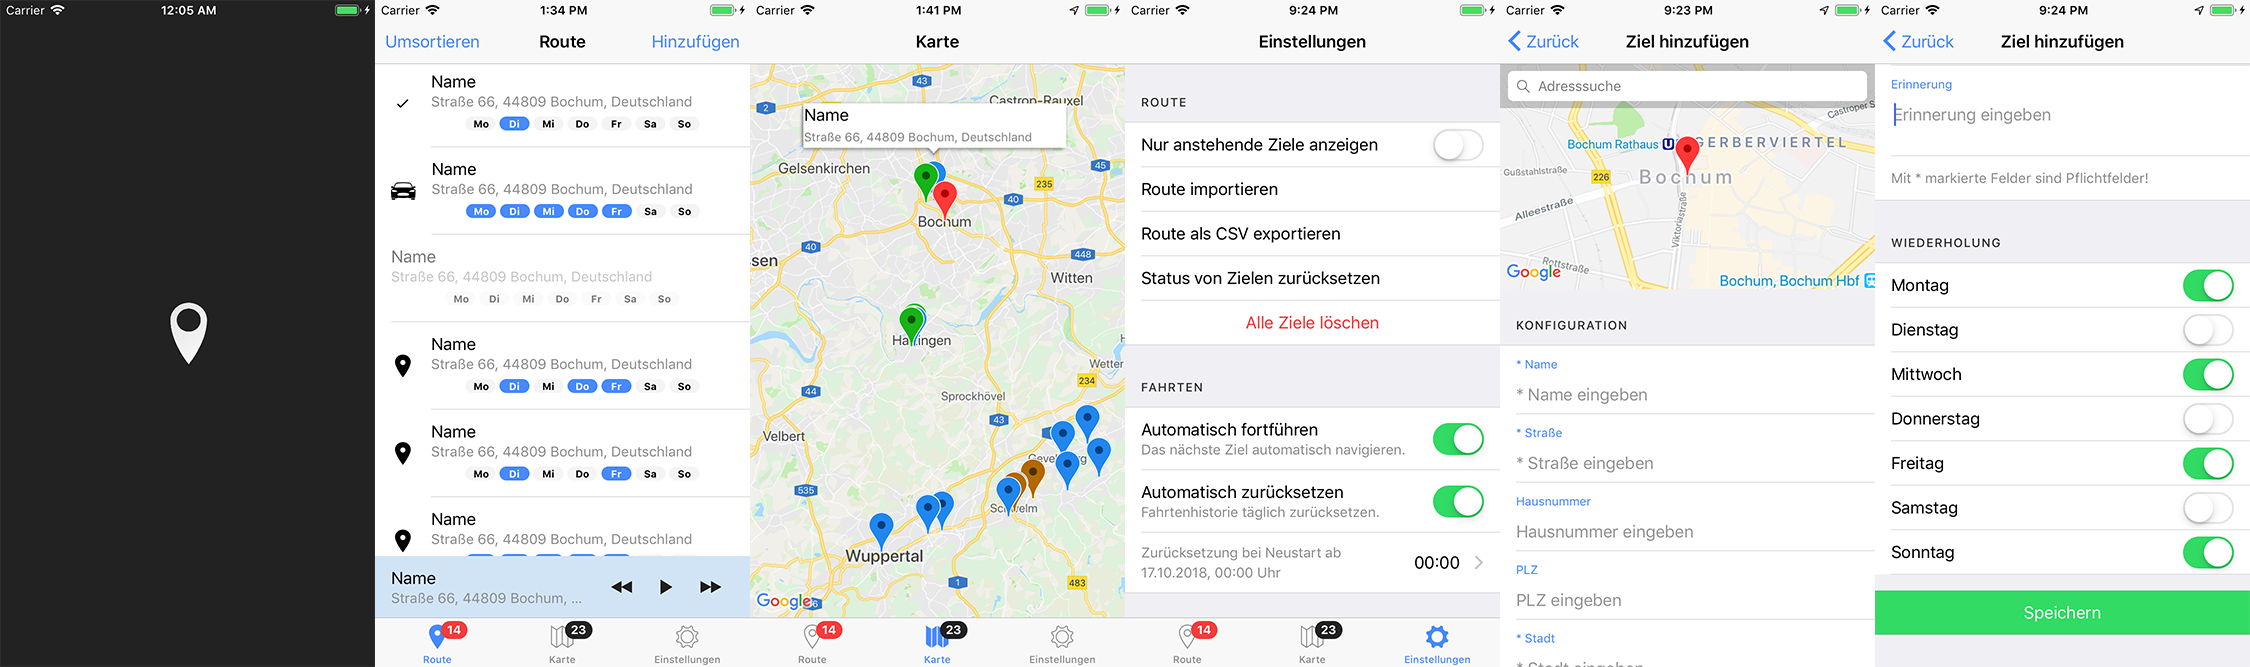 Carrier 12:05 AM
Carrier 1:34 PM
Umsortieren Route Hinzufügen
Name
Straße 66, 44809 Bochum, Deutschland
Mo Di Mi Do Fr Sa So
Name
Straße 66, 44809 Bochum, Deutschland
Mo Di Mi Do Fr Sa So
Name
Straße 66, 44809 Bochum, Deutschland
Mo Di Mi Do Fr Sa So
Name
Straße 66, 44809 Bochum, Deutschland
Mo Di Mi Do Fr Sa So
Name
Straße 66, 44809 Bochum, Deutschland
Mo Di Mi Do Fr Sa So
Name
Straße 66, 44809 Bochum, Deutschland
Name
Straße 66, 44809 Bochum, ...
14 23
Route Karte Einstellungen
Carrier 1:41 PM
Karte
43
2 Castrop-Rauxel
Name
Straße 66, 44809 Bochum, Deutschland
Gelsenkirchen 45
235
40
Bochum
40
448
ssen
Witten
Hattingen
Wetter
234
44
Sprockhövel
43
Velbert
Gevelsberg
535
Schwelm
Wuppertal
1 483
Google
14 23
Route Karte Einstellungen
Carrier 9:24 PM
Einstellungen
ROUTE
Nur anstehende Ziele anzeigen
Route importieren
Route als CSV exportieren
Status von Zielen zurücksetzen
Alle Ziele löschen
FAHRTEN
Automatisch fortführen
Das nächste Ziel automatisch navigieren.
Automatisch zurücksetzen
Fahrtenhistorie täglich zurücksetzen.
Zurücksetzung bei Neustart ab
17.10.2018, 00:00 Uhr
00:00
14 23
Route Karte Einstellungen
Carrier 9:23 PM
Zurück Ziel hinzufügen
Adresssuche
Castroper S
Bochum Rathaus U GERBERVIERTEL
Gußstahlstraße 226 Bochum
Alleestraße
Viktoriastraße
Rottstraße
Google Bochum, Bochum Hbf
KONFIGURATION
* Name
* Name eingeben
* Straße
* Straße eingeben
Hausnummer
Hausnummer eingeben
PLZ
PLZ eingeben
* Stadt
* Stadt eingeben
Carrier 9:24 PM
Zurück Ziel hinzufügen
Erinnerung
Erinnerung eingeben
Mit * markierte Felder sind Pflichtfelder!
WIEDERHOLUNG
Montag
Dienstag
Mittwoch
Donnerstag
Freitag
Samstag
Sonntag
Speichern